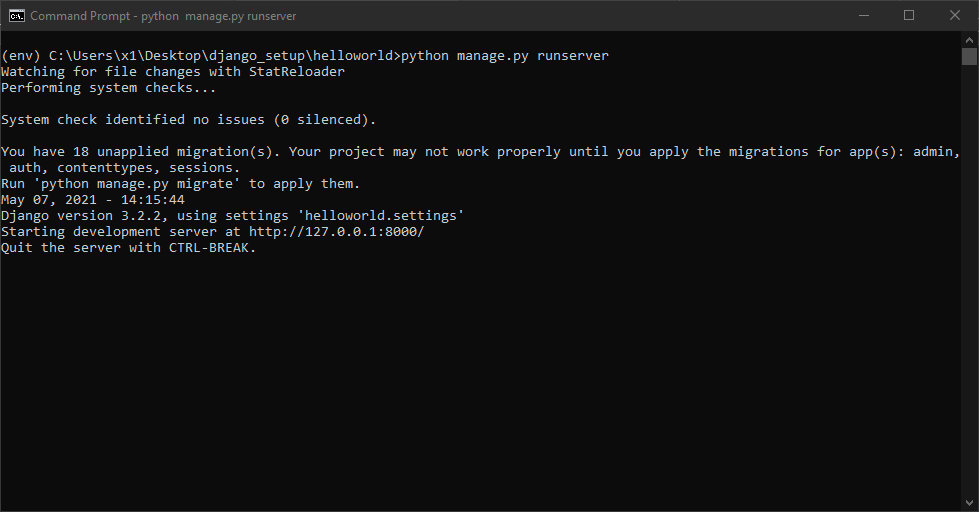 Command Prompt - python  manage.py runserver
(env) C:\Users\x1\Desktop\django_setup\helloworld>python manage.py runserver
Watching for file changes with StatReloader
Performing system checks...
System check identified no issues (0 silenced).
You have 18 unapplied migration(s). Your project may not work properly until you apply the migrations for app(s): admin,
 auth, contenttypes, sessions.
Run 'python manage.py migrate' to apply them.
May 07, 2021 - 14:15:44
Django version 3.2.2, using settings 'helloworld.settings'
Starting development server at http://127.0.0.1:8000/
Quit the server with CTRL-BREAK.